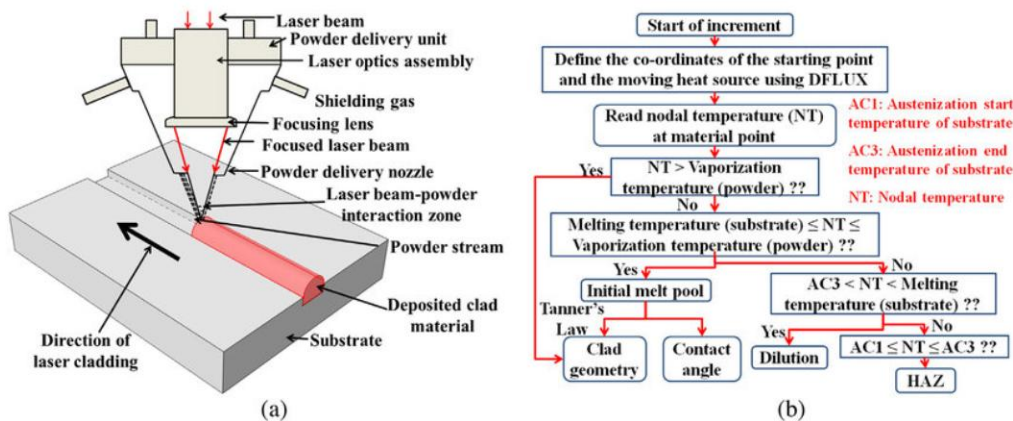 Laser beam
Powder delivery unit
Laser optics assembly
Shielding gas
Focusing lens
Focused laser beam
Powder delivery nozzle
Laser beam-powder
interaction zone
Powder stream
Deposited clad
material
Substrate
Direction of
laser cladding
(a)
Start of increment
Define the co-ordinates of the starting point
and the moving heat source using DFLUX
Read nodal temperature (NT)
at material point
AC1: Austenization start
temperature of substrate
AC3: Austenization end
temperature of substrate
NT: Nodal temperature
Yes
NT > Vaporization
temperature (powder) ??
No
Melting temperature (substrate) ≤ NT ≤
Vaporization temperature (powder) ??
Yes
No
Initial melt pool
AC3 < NT < Melting
temperature (substrate) ??
Tanner's
Law
Yes
No
Clad
geometry
Contact
angle
Dilution
AC1 ≤ NT ≤ AC3 ??
HAZ
(b)